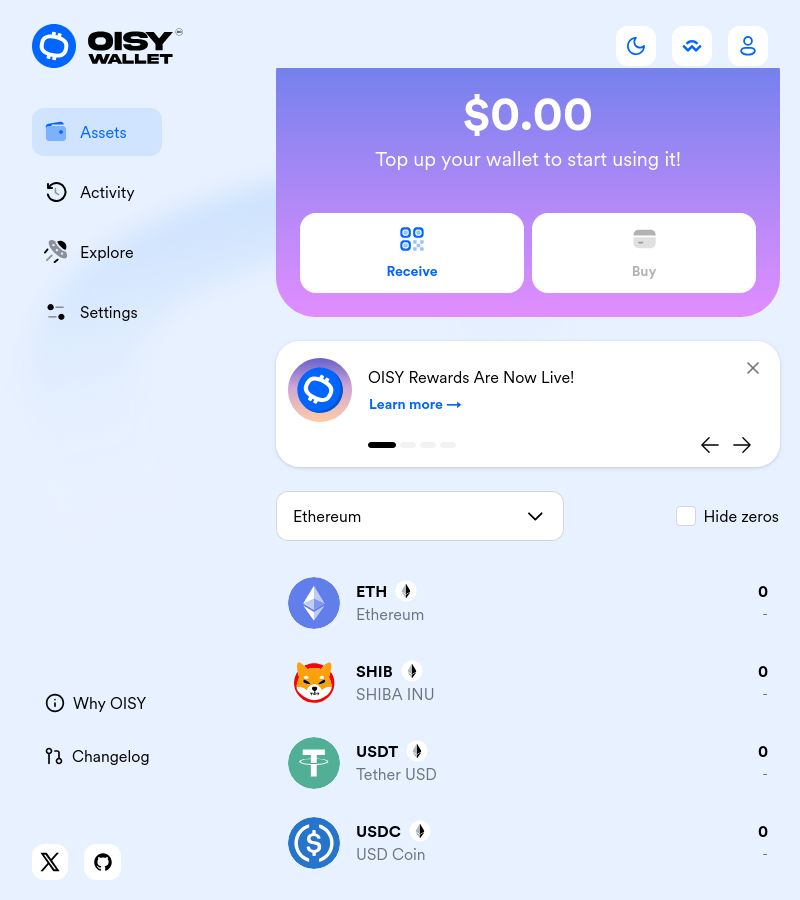 OISY
WALLET
$0.00
Top up your wallet to start using it!
Assets
Activity
Explore
Settings
Receive
Buy
OISY Rewards Are Now Live!
Learn more →
Ethereum
Hide zeros
ETH
0
Ethereum
-
SHIB
0
SHIBA INU
-
USDT
0
Tether USD
-
USDC
0
USD Coin
-
Why OISY
Changelog